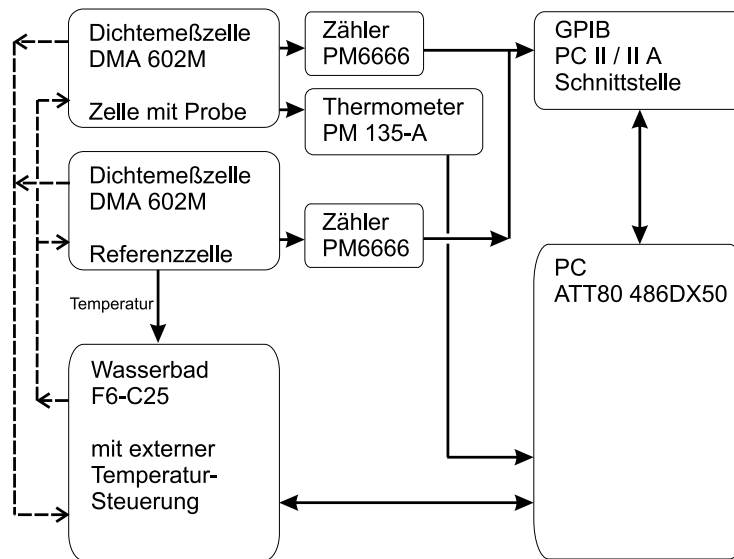 Dichtemeßzelle
DMA 602M
Zelle mit Probe
Zähler
PM6666
GPIB
PC II / II A
Schnittstelle
Thermometer
PM 135-A
Dichtemeßzelle
DMA 602M
Referenzzelle
Zähler
PM6666
PC
ATT80 486DX50
Temperatur
Wasserbad
F6-C25
mit externer
Temperatur-
Steuerung